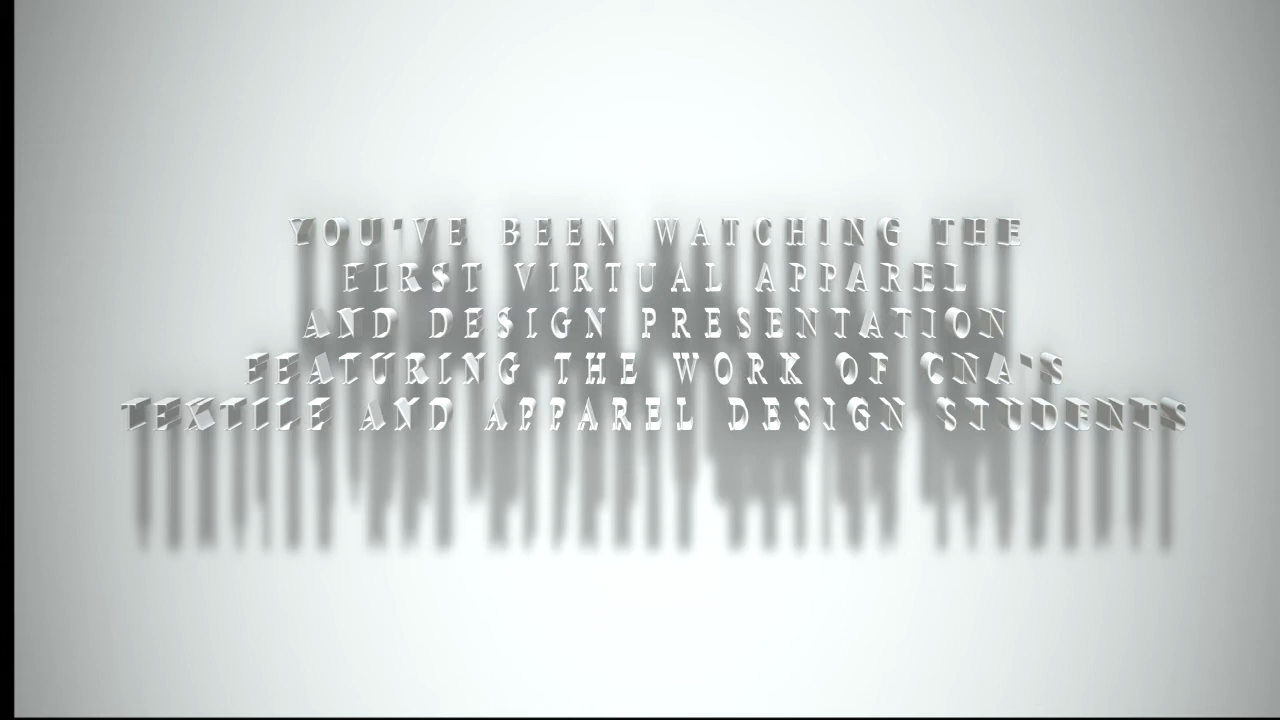 YOU'VE BEEN WATCHING THE
FIRST VIRTUAL APPAREL
AND DESIGN PRESENTATION
FEATURING THE WORK OF CNA'S
TEXTILE AND APPAREL DESIGN STUDENTS